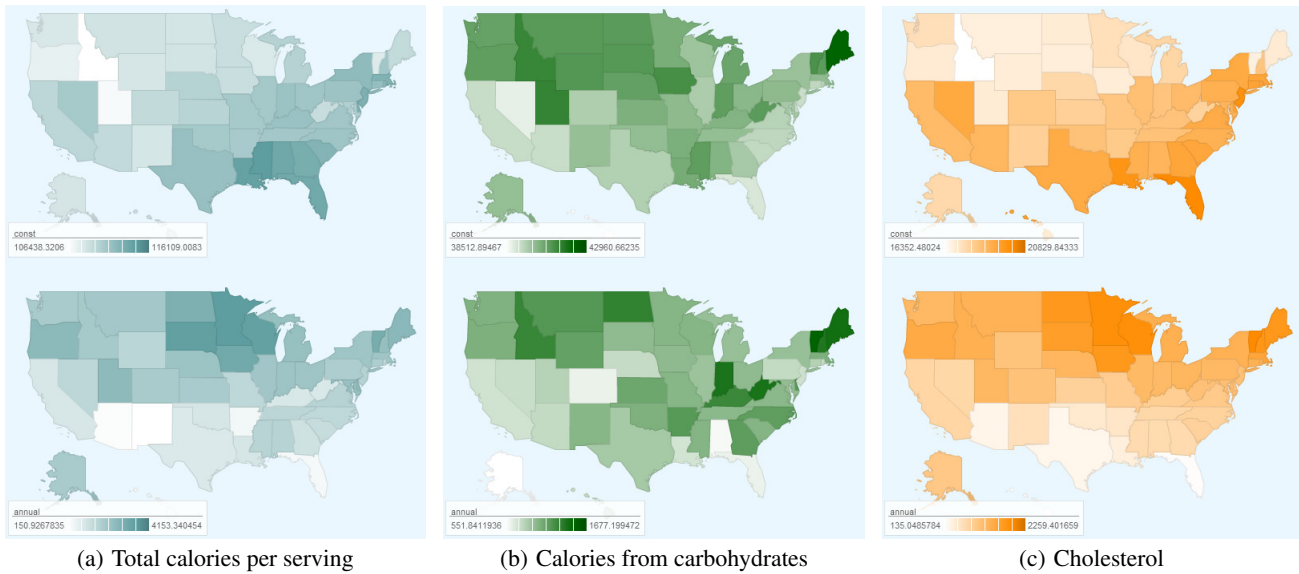 const
106438.3206 116109.0083
const
38512.89467 42960.66235
const
16352.48024 20829.84333
annual
150.9267835 4153.340454
annual
551.8411936 1677.199472
annual
135.0485784 2259.401659
(a) Total calories per serving
(b) Calories from carbohydrates
(c) Cholesterol